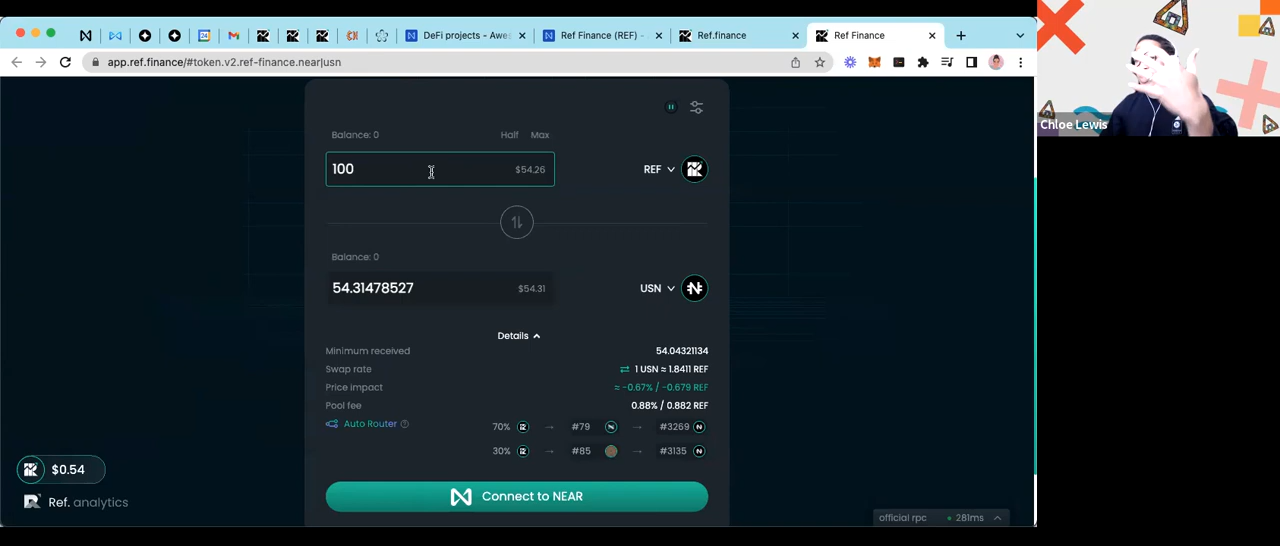 DeFi projects - Awe
Ref Finance (REF) -
Ref.finance
Ref Finance
app.ref.finance/#token.v2.ref-finance.near|usn
Chloe Lewis
Balance: 0 Half Max
100 $54.26 REF
Balance: 0
54.31478527 $54.31 USN
Details
Minimum received 54.04321134
Swap rate 1 USN ≈ 1.8411 REF
Price impact ≈ -0.67% / -0.679 REF
Pool fee 0.88% / 0.882 REF
Auto Router 70% → #79 → #3269
30% → #85 → #3135
$0.54
Connect to NEAR
Ref. analytics
official rpc 281ms